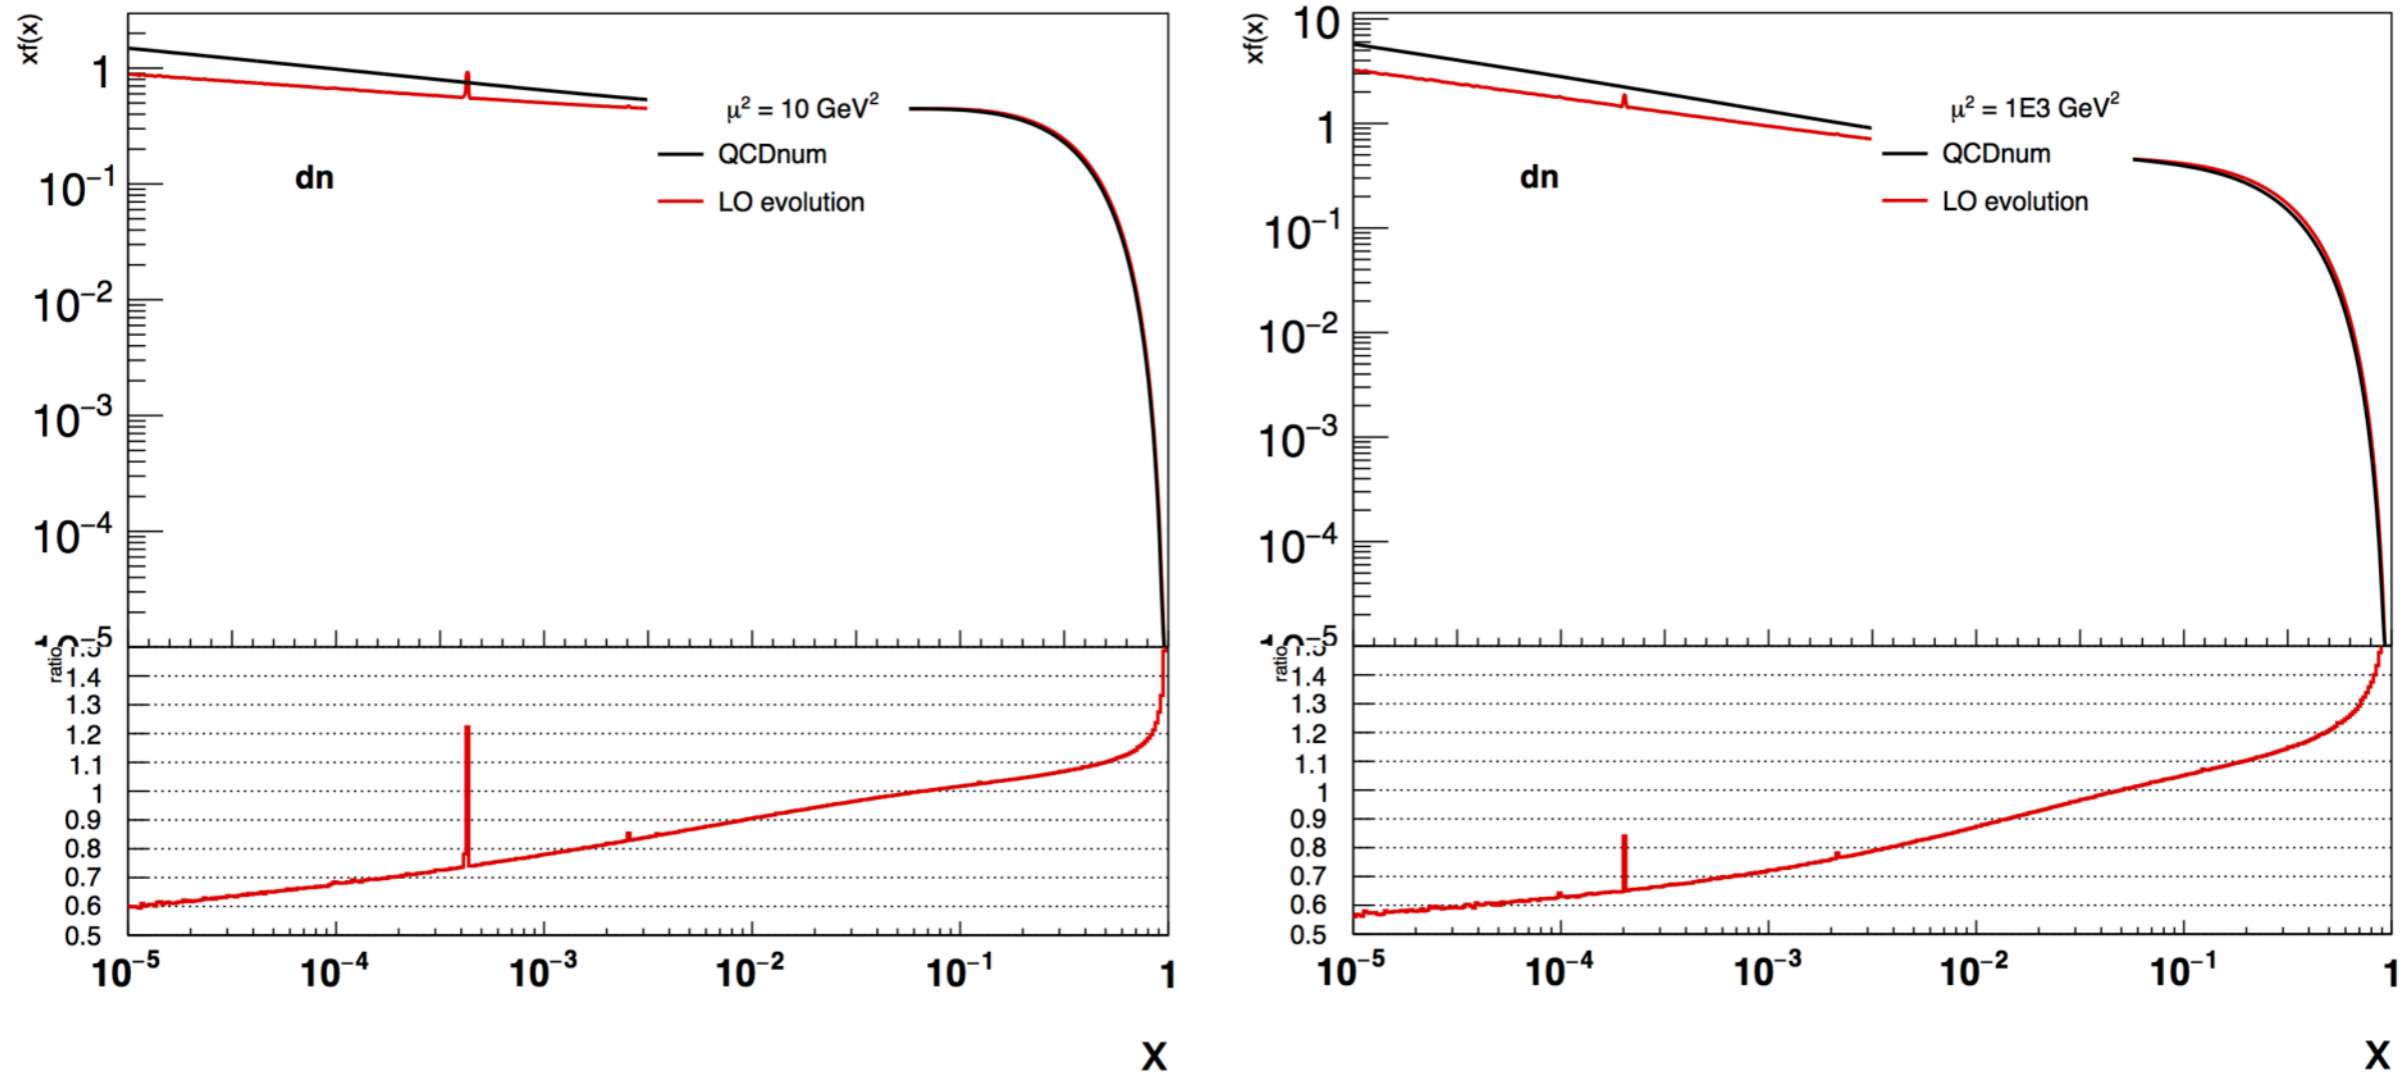 xf(x)
1
10⁻¹
10⁻²
10⁻³
10⁻⁴
μ² = 10 GeV²
QCDnum
LO evolution
dn
ratio
1.4
1.3
1.2
1.1
1
0.9
0.8
0.7
0.6
0.5
10⁻⁵ 10⁻⁴ 10⁻³ 10⁻² 10⁻¹ 1
X
xf(x)
10
1
10⁻¹
10⁻²
10⁻³
10⁻⁴
μ² = 1E3 GeV²
QCDnum
LO evolution
dn
ratio
1.4
1.3
1.2
1.1
1
0.9
0.8
0.7
0.6
0.5
10⁻⁵ 10⁻⁴ 10⁻³ 10⁻² 10⁻¹ 1
X